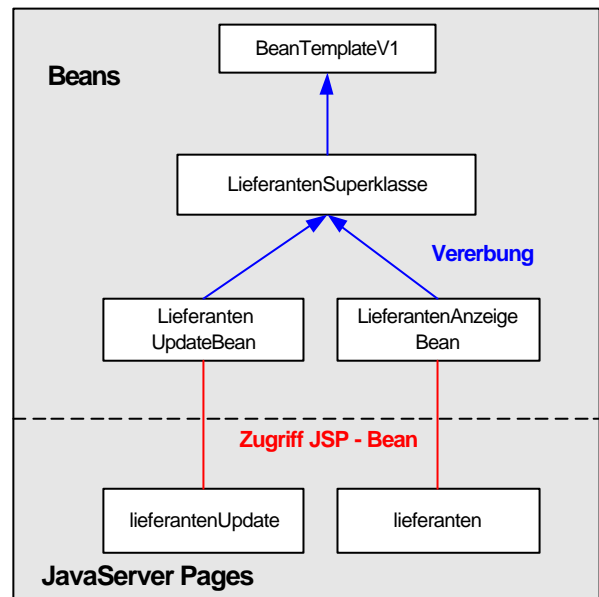 BeanTemplateV1
Beans
LieferantenSuperklasse
Vererbung
Lieferanten
UpdateBean
LieferantenAnzeige
Bean
Zugriff JSP - Bean
lieferantenUpdate
lieferanten
JavaServer Pages